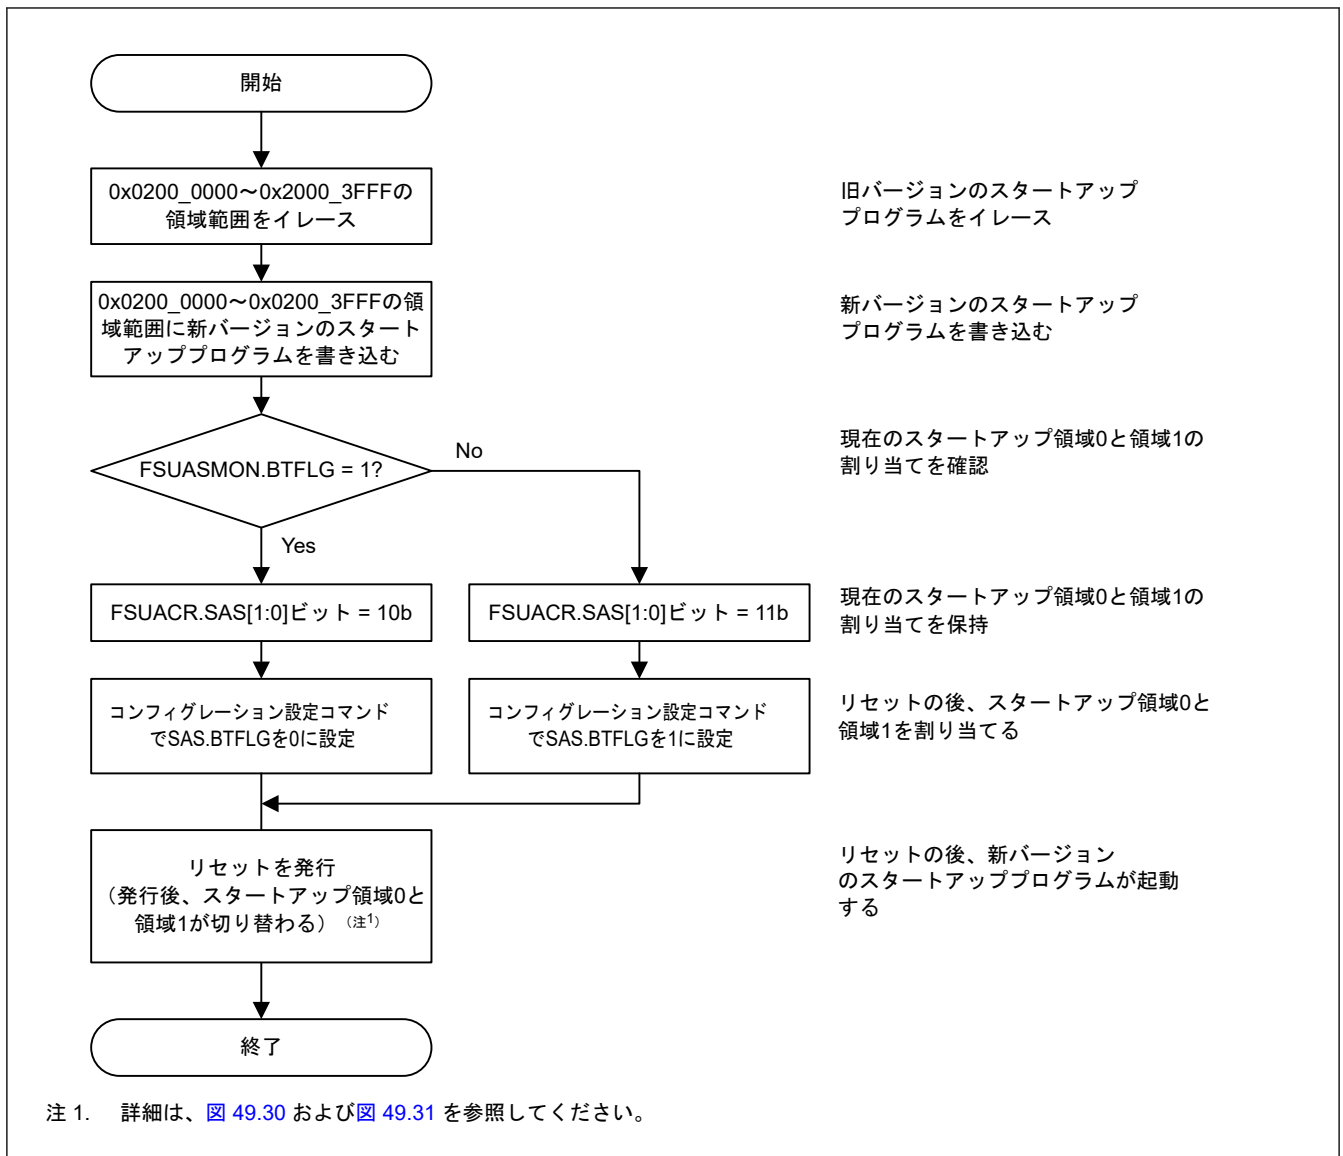 開始
0x0200_0000～0x2000_3FFFの
領域範囲をイレース
旧バージョンのスタートアップ
プログラムをイレース
0x0200_0000～0x0200_3FFFの領
域範囲に新バージョンのスタート
アッププログラムを書き込む
新バージョンのスタートアップ
プログラムを書き込む
FSUASMON.BTFLG = 1?
No
Yes
現在のスタートアップ領域0と領域1の
割り当てを確認
FSUACR.SAS[1:0]ビット = 10b
FSUACR.SAS[1:0]ビット = 11b
現在のスタートアップ領域0と領域1の
割り当てを保持
コンフィグレーション設定コマンド
でSAS.BTFLGを0に設定
コンフィグレーション設定コマンド
でSAS.BTFLGを1に設定
リセットの後、スタートアップ領域0と
領域1を割り当てる
リセットを発行
（発行後、スタートアップ領域0と
領域1が切り替わる）（注1）
リセットの後、新バージョン
のスタートアッププログラムが起動
する
終了
注 1. 詳細は、図 49.30 および図 49.31 を参照してください。